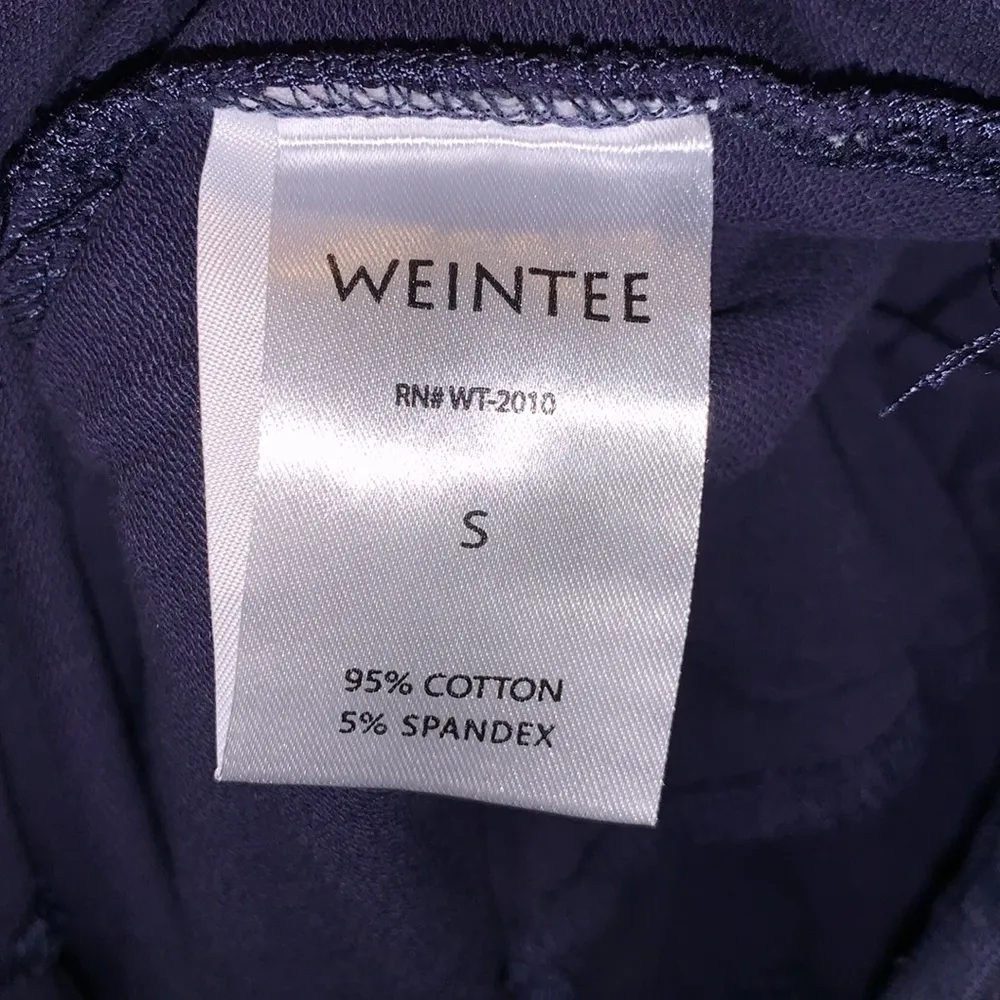 WEINTEE
RN# WT-2010
S
95% COTTON
5% SPANDEX